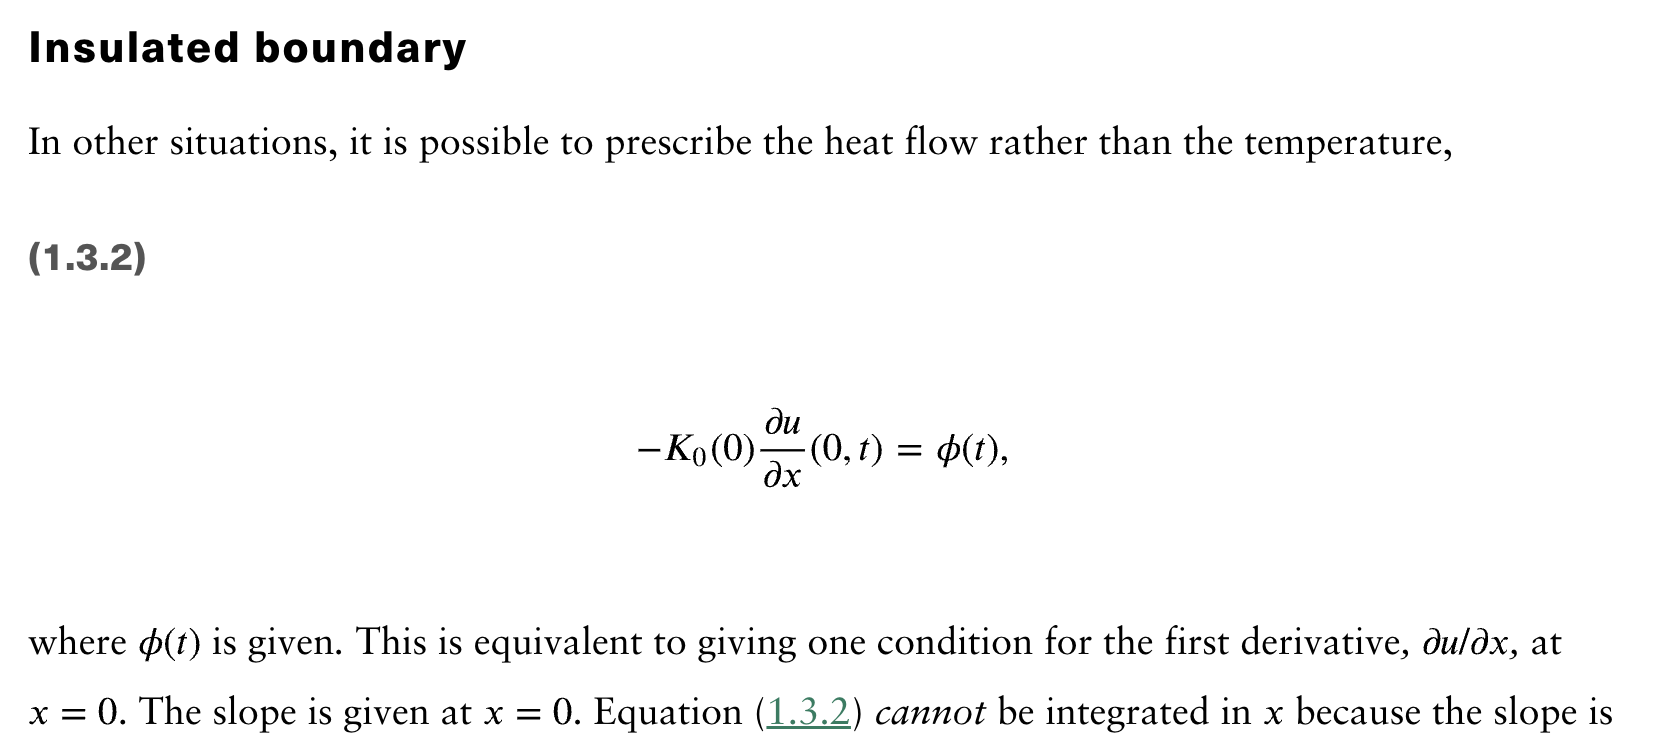 Insulated boundary
In other situations, it is possible to prescribe the heat flow rather than the temperature,
(1.3.2)
−K₀(0)∂u/∂x(0, t) = ϕ(t),
where ϕ(t) is given. This is equivalent to giving one condition for the first derivative, ∂u/∂x, at
x = 0. The slope is given at x = 0. Equation (1.3.2) cannot be integrated in x because the slope is